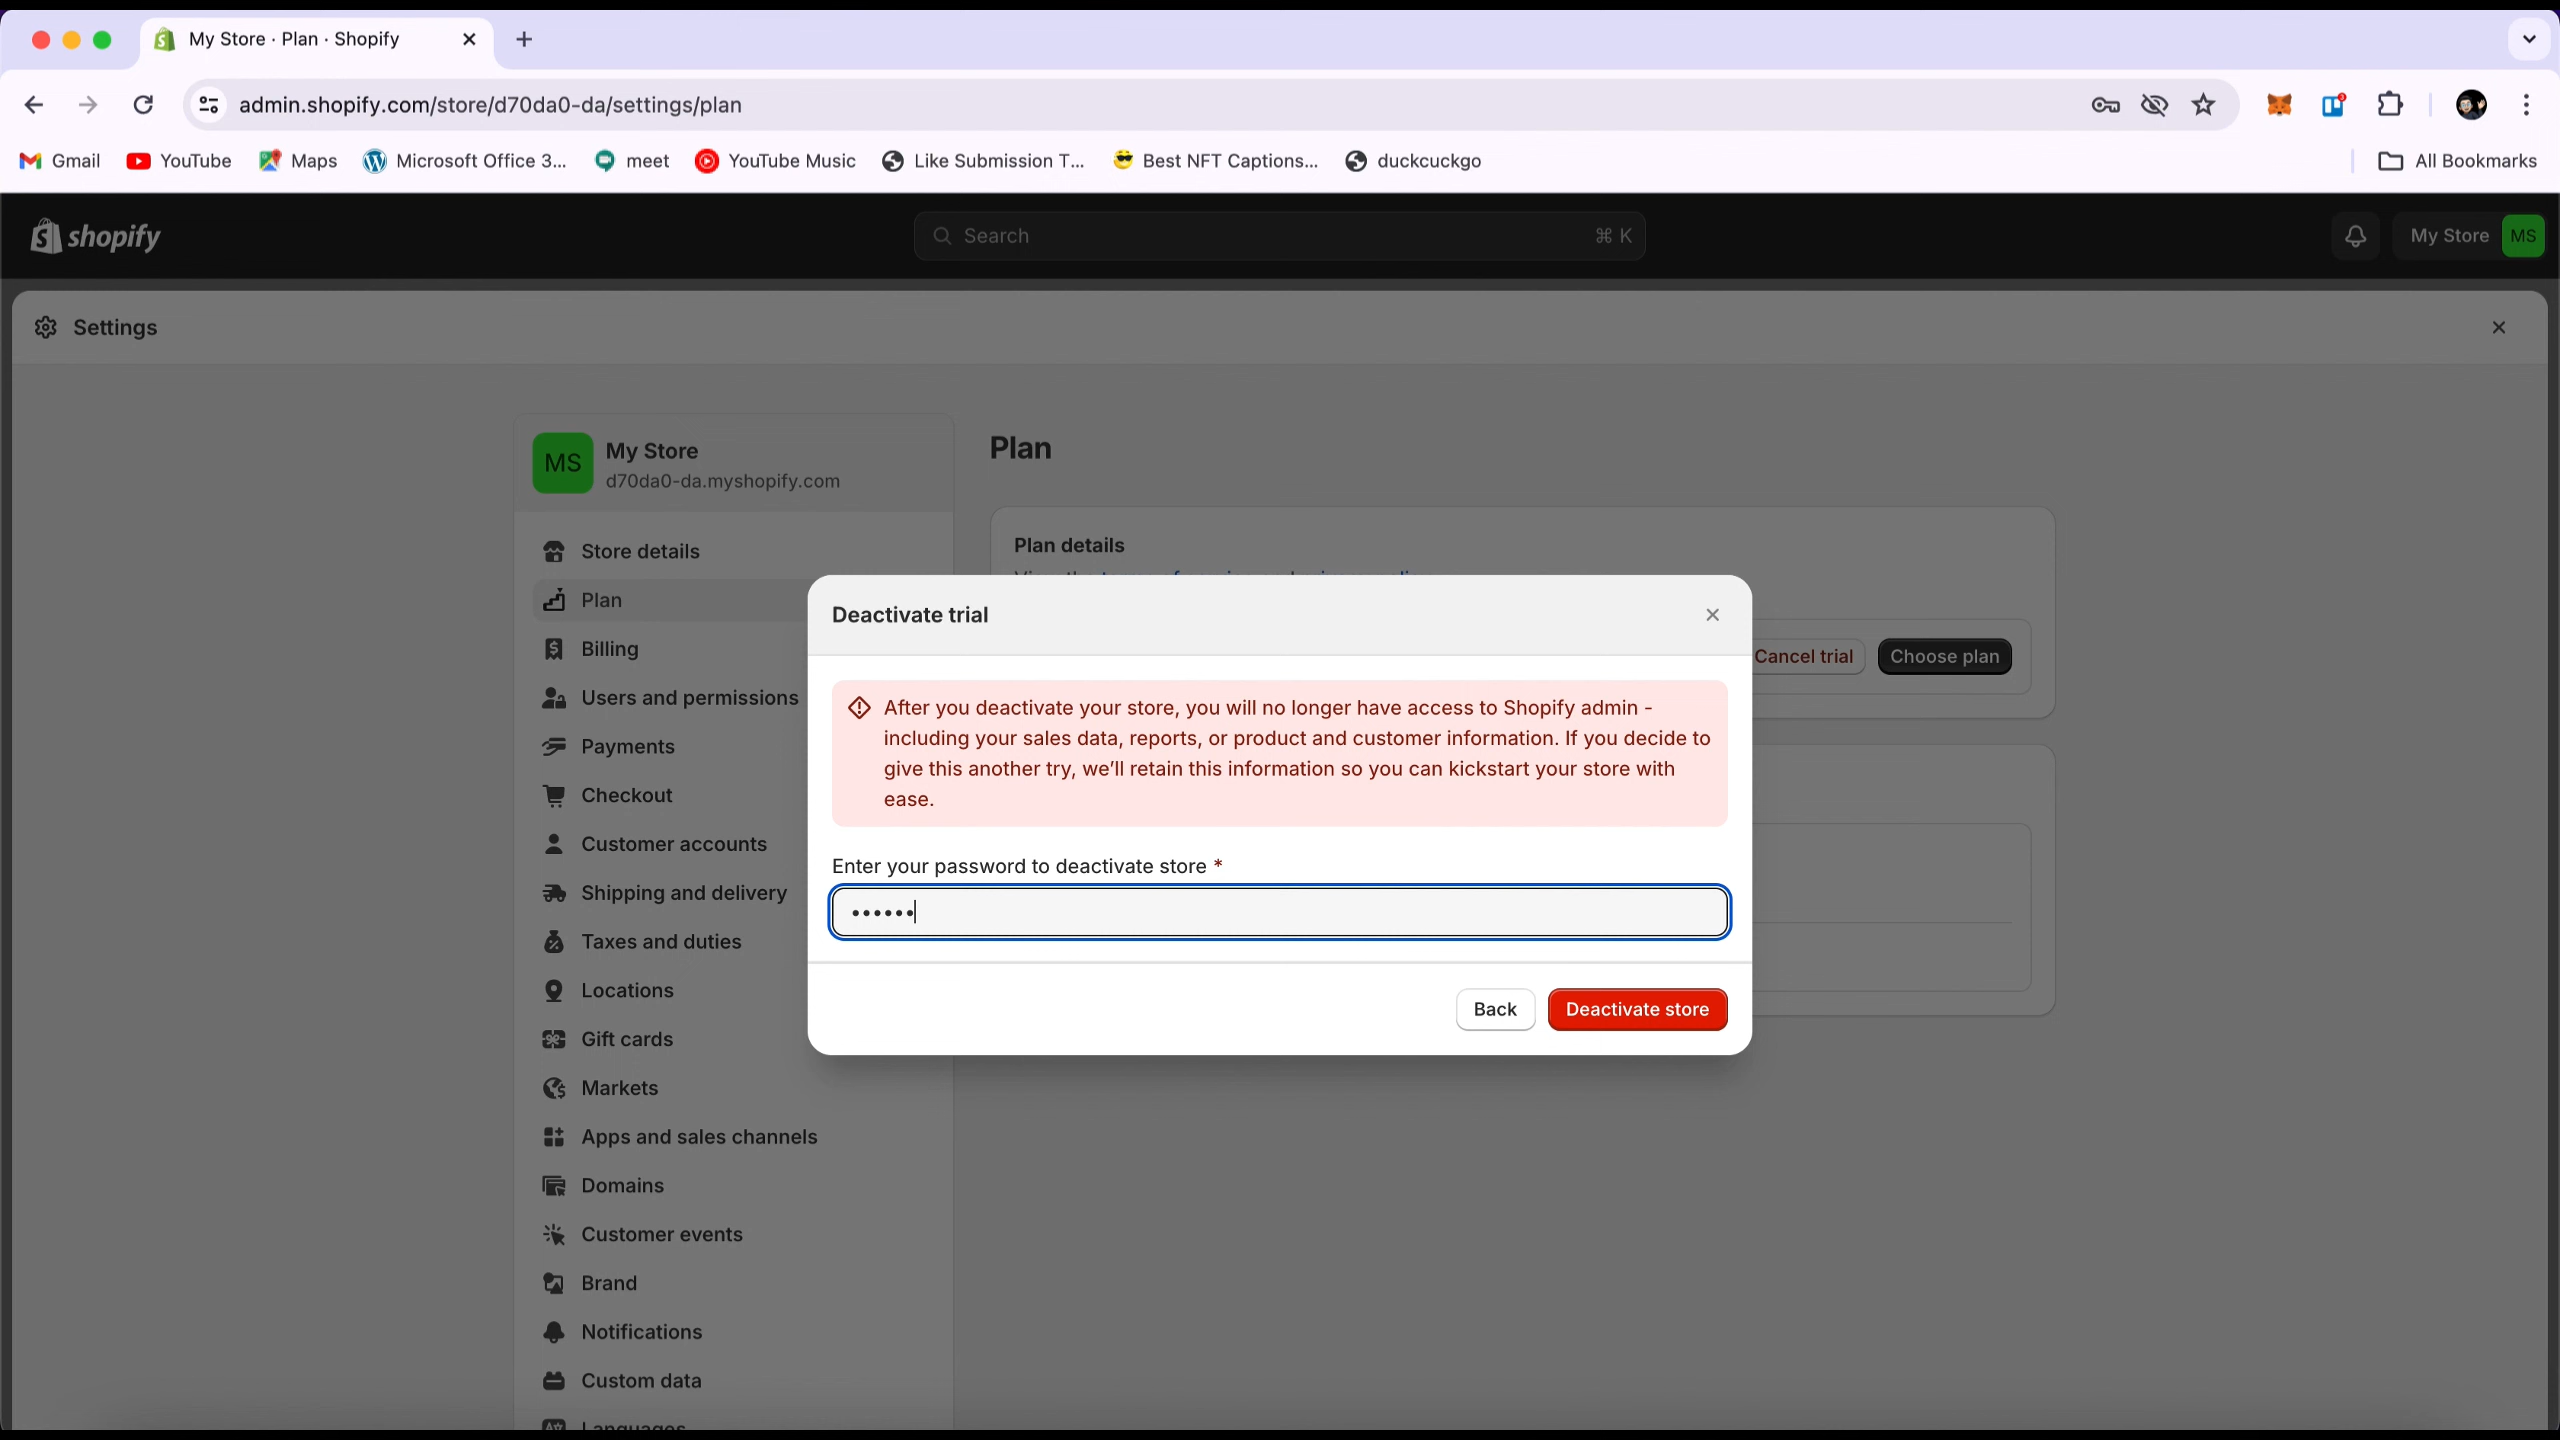 My Store · Plan · Shopify
admin.shopify.com/store/d70da0-da/settings/plan
Gmail
YouTube
Maps
Microsoft Office 3...
meet
YouTube Music
Like Submission T...
Best NFT Captions...
duckcuckgo
All Bookmarks
shopify
Search
⌘ K
My Store
MS
Settings
MS
My Store
d70da0-da.myshopify.com
Store details
Plan
Billing
Users and permissions
Payments
Checkout
Customer accounts
Shipping and delivery
Taxes and duties
Locations
Gift cards
Markets
Apps and sales channels
Domains
Customer events
Brand
Notifications
Custom data
Languages
Plan
Plan details
Cancel trial
Choose plan
Deactivate trial
After you deactivate your store, you will no longer have access to Shopify admin -
including your sales data, reports, or product and customer information. If you decide to
give this another try, we’ll retain this information so you can kickstart your store with
ease.
Enter your password to deactivate store *
••••••
Back
Deactivate store